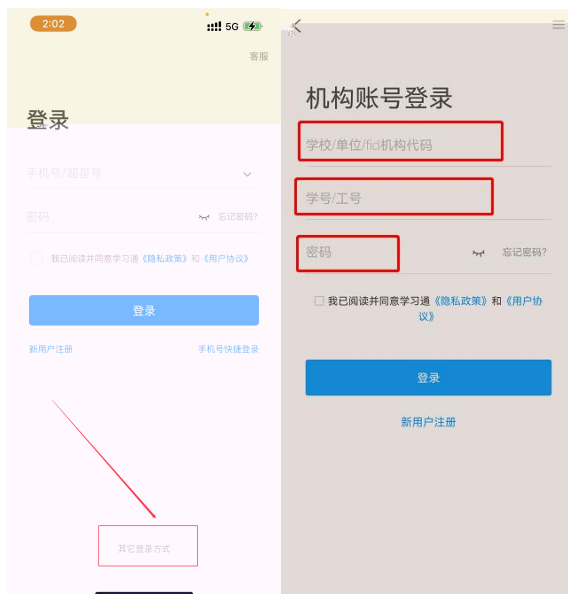 2:02
5G
客服
登录
手机号/超星号
密码
忘记密码?
我已阅读并同意学习通《隐私政策》和《用户协议》
登录
新用户注册
手机号快捷登录
其它登录方式
机构账号登录
学校/单位/fid机构代码
学号/工号
密码
忘记密码?
我已阅读并同意学习通《隐私政策》和《用户协
议》
登录
新用户注册